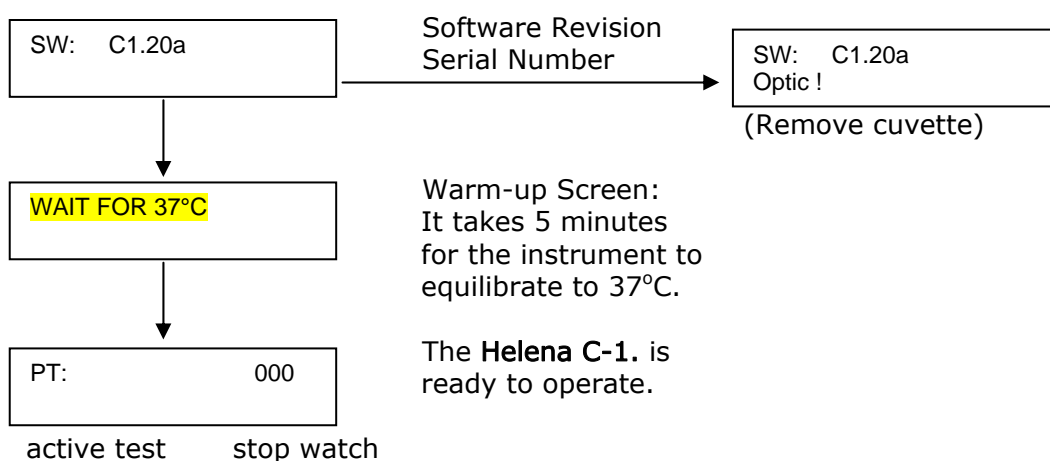 SW: C1.20a
Software Revision
Serial Number
SW: C1.20a
Optic !
(Remove cuvette)
WAIT FOR 37°C
Warm-up Screen:
It takes 5 minutes
for the instrument to
equilibrate to 37°C.
PT: 000
The Helena C-1. is
ready to operate.
active test stop watch